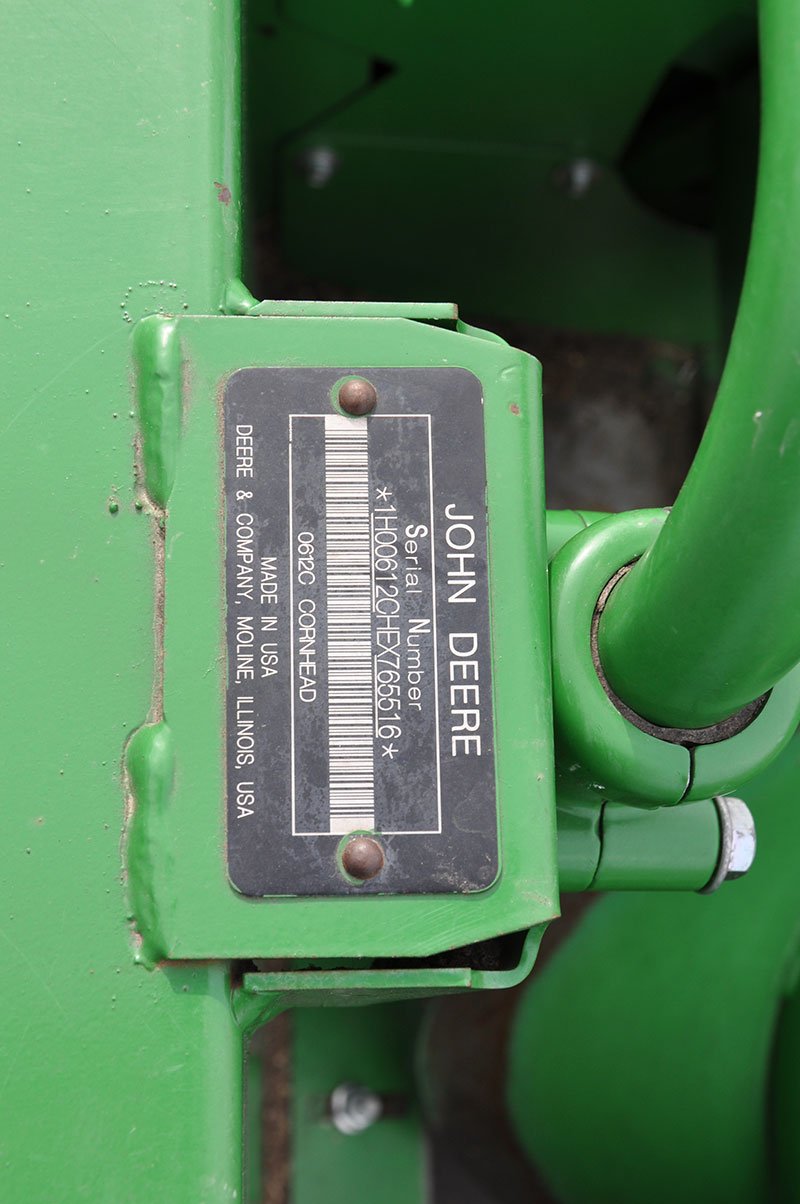 JOHN DEERE
Serial Number
*1H00612CHEX765516*
0612C CORNHEAD
MADE IN USA
DEERE & COMPANY, MOLINE, ILLINOIS, USA